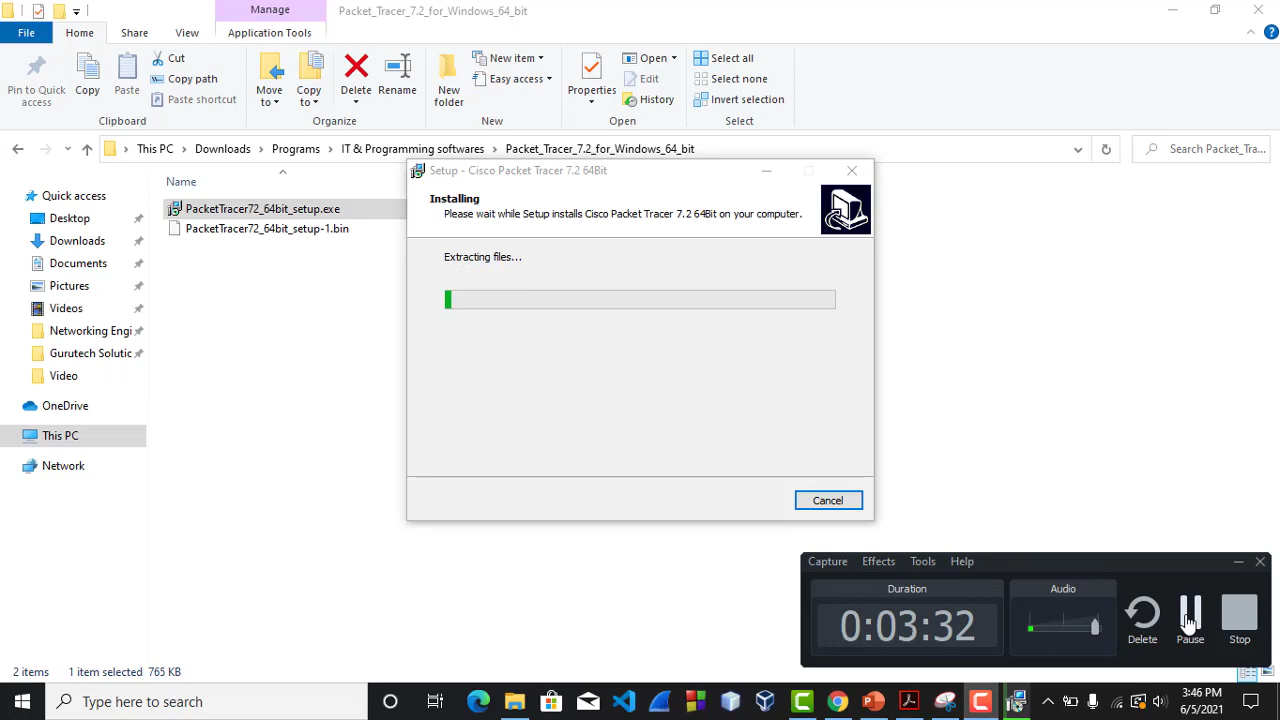 Manage
Packet_Tracer_7.2_for_Windows_64_bit
File
Home
Share
View
Application Tools
Pin to Quick access
Copy
Paste
Cut
Copy path
Paste shortcut
Clipboard
Move to
Copy to
Delete
Rename
Organize
New folder
New item
Easy access
New
Properties
Open
Edit
History
Open
Select all
Select none
Invert selection
Select
This PC > Downloads > Programs > IT & Programming softwares > Packet_Tracer_7.2_for_Windows_64_bit
Search Packet_Tra...
Quick access
Desktop
Downloads
Documents
Pictures
Videos
Networking Engi
Gurutech Solutic
Video
OneDrive
This PC
Network
Name
PacketTracer72_64bit_setup.exe
PacketTracer72_64bit_setup-1.bin
Setup - Cisco Packet Tracer 7.2 64Bit
Installing
Please wait while Setup installs Cisco Packet Tracer 7.2 64Bit on your computer.
Extracting files...
Cancel
Capture Effects Tools Help
Duration
0:03:32
Audio
Delete
Pause
Stop
2 items 1 item selected 765 KB
Type here to search
3:46 PM
6/5/2021